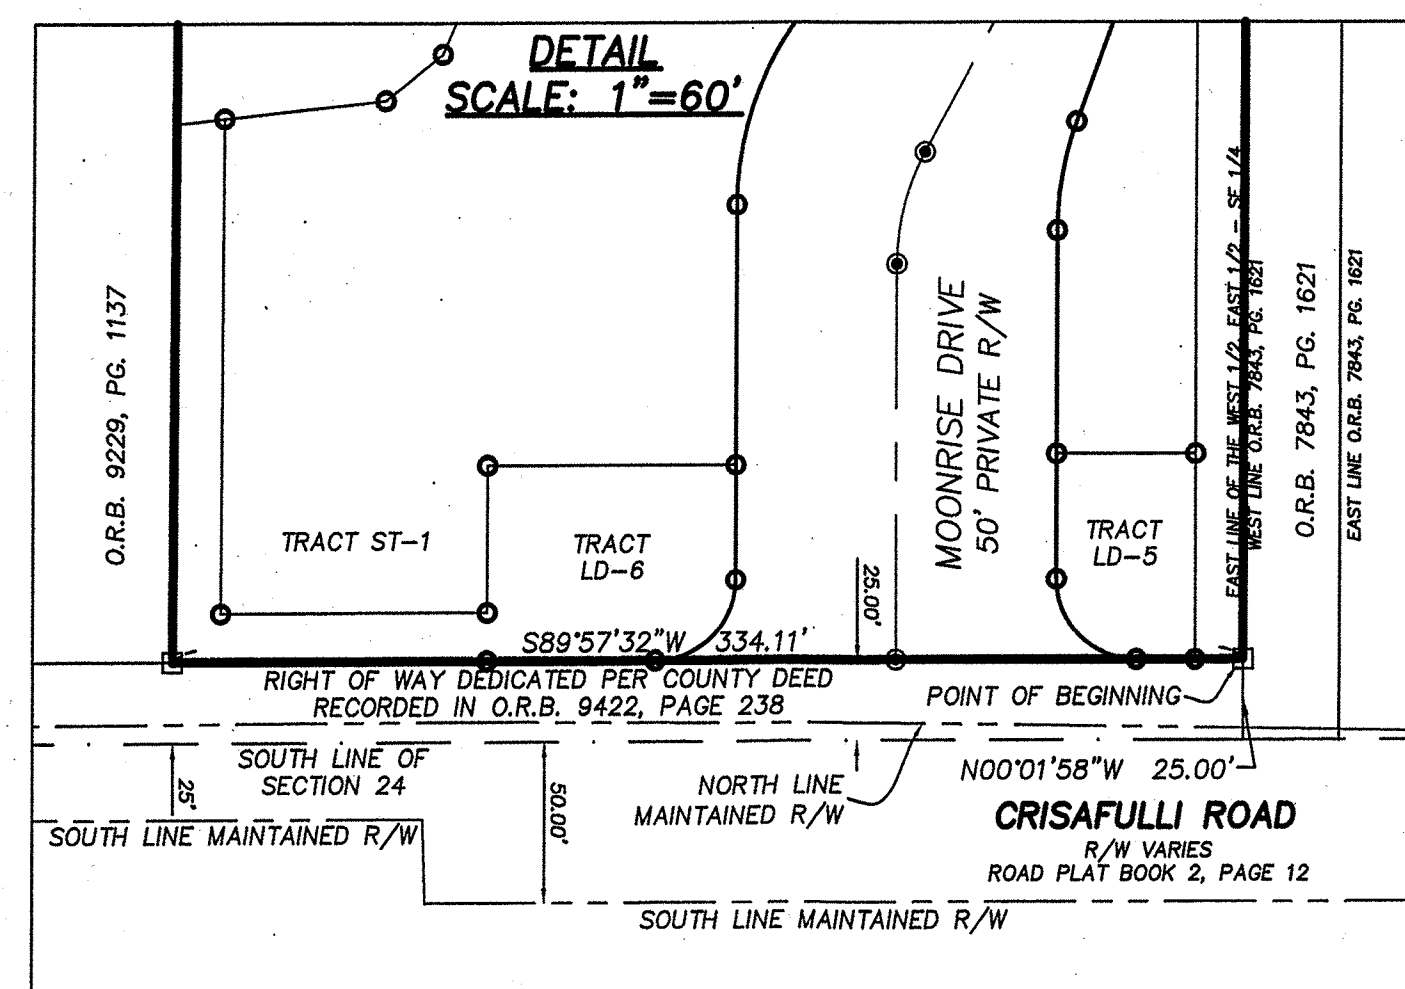 DETAIL
SCALE: 1"=60'
O.R.B. 9229, PG. 1137
MOONRISE DRIVE
50' PRIVATE R/W
EAST LINE OF THE WEST 1/2, EAST 1/2 - SE 1/4
WEST LINE O.R.B. 7843, PG. 1621
O.R.B. 7843, PG. 1621
EAST LINE O.R.B. 7843, PG. 1621
TRACT ST-1
TRACT
LD-6
TRACT
LD-5
25.00'
S89°57'32"W 334.11'
RIGHT OF WAY DEDICATED PER COUNTY DEED
RECORDED IN O.R.B. 9422, PAGE 238
POINT OF BEGINNING
SOUTH LINE OF
SECTION 24
25'
50.00'
NORTH LINE
MAINTAINED R/W
N00°01'58"W 25.00'
CRISAFULLI ROAD
R/W VARIES
ROAD PLAT BOOK 2, PAGE 12
SOUTH LINE MAINTAINED R/W
SOUTH LINE MAINTAINED R/W